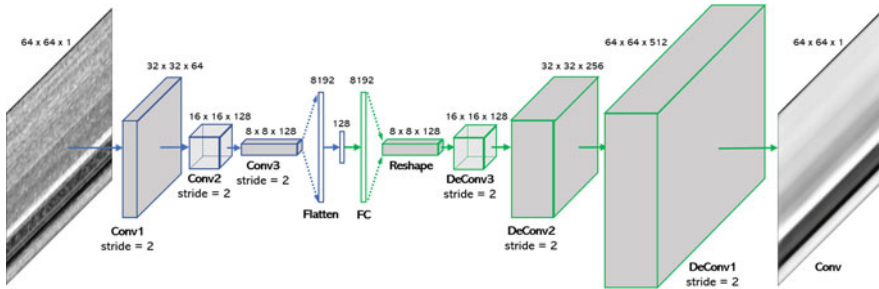 64 x 64 x 1
32 x 32 x 64
16 x 16 x 128
8 x 8 x 128
8192
128
8192
8 x 8 x 128
16 x 16 x 128
32 x 32 x 256
64 x 64 x 512
64 x 64 x 1
Conv1
stride = 2
Conv2
stride = 2
Conv3
stride = 2
Flatten
FC
Reshape
DeConv3
stride = 2
DeConv2
stride = 2
DeConv1
stride = 2
Conv